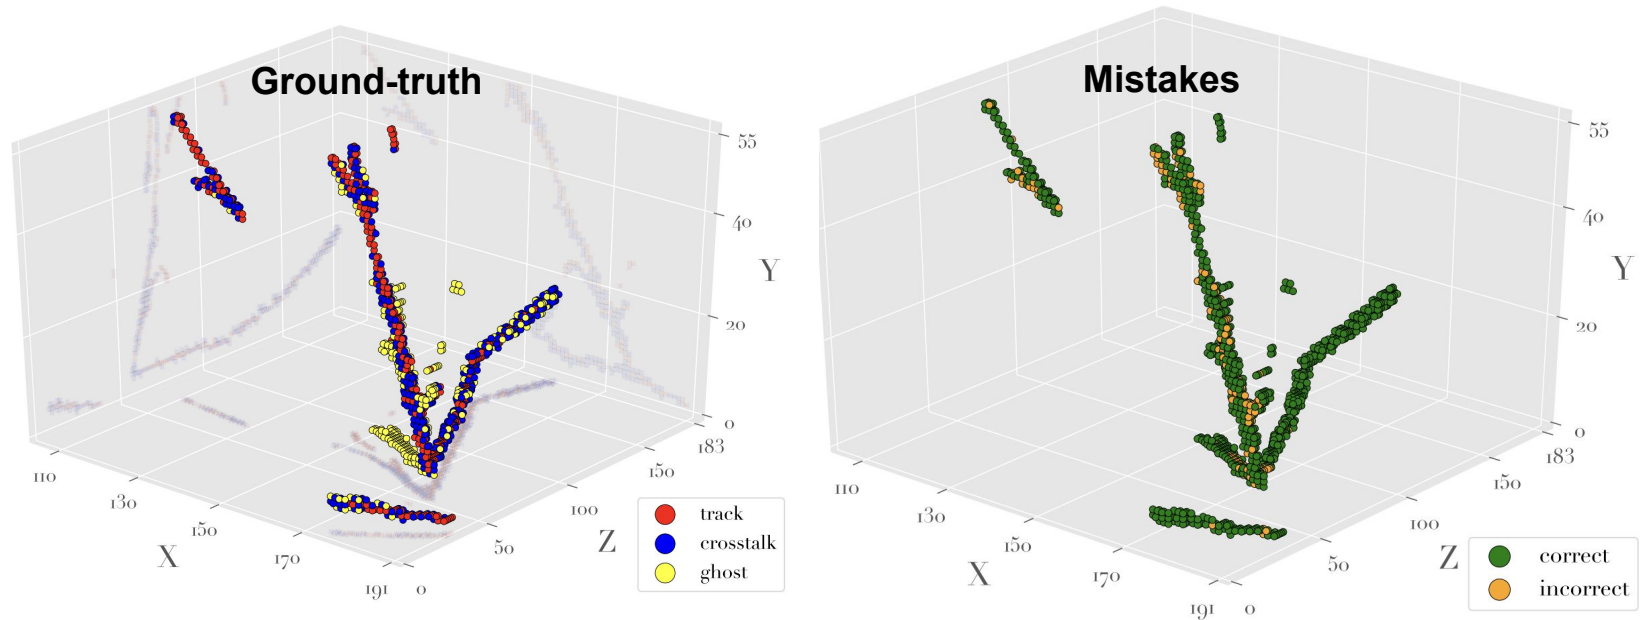 Ground-truth
55
40
Y
20
0
183
150
100
Z
50
0
110
130
150
X
170
191
track
crosstalk
ghost
Mistakes
55
40
Y
20
0
183
150
100
Z
50
0
110
130
150
X
170
191
correct
incorrect